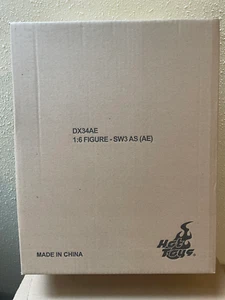 DX34AE
1:6 FIGURE - SW3 AS (AE)
MADE IN CHINA
Hot
Toys